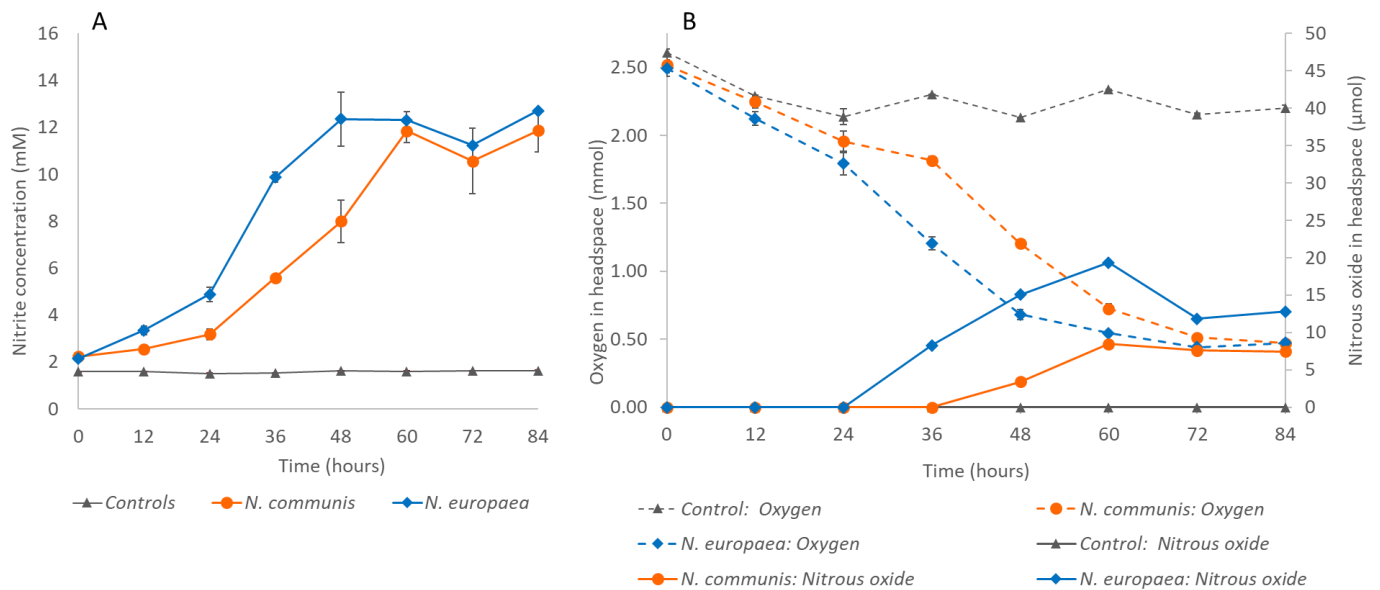 A
B
16
14
12
10
8
6
4
2
0
Nitrite concentration (mM)
0 12 24 36 48 60 72 84
Time (hours)
Controls N. communis N. europaea
2.50
2.00
1.50
1.00
0.50
0.00
Oxygen in headspace (mmol)
50
45
40
35
30
25
20
15
10
5
0
Nitrous oxide in headspace (µmol)
0 12 24 36 48 60 72 84
Time (hours)
Control: Oxygen N. communis: Oxygen
N. europaea: Oxygen Control: Nitrous oxide
N. communis: Nitrous oxide N. europaea: Nitrous oxide